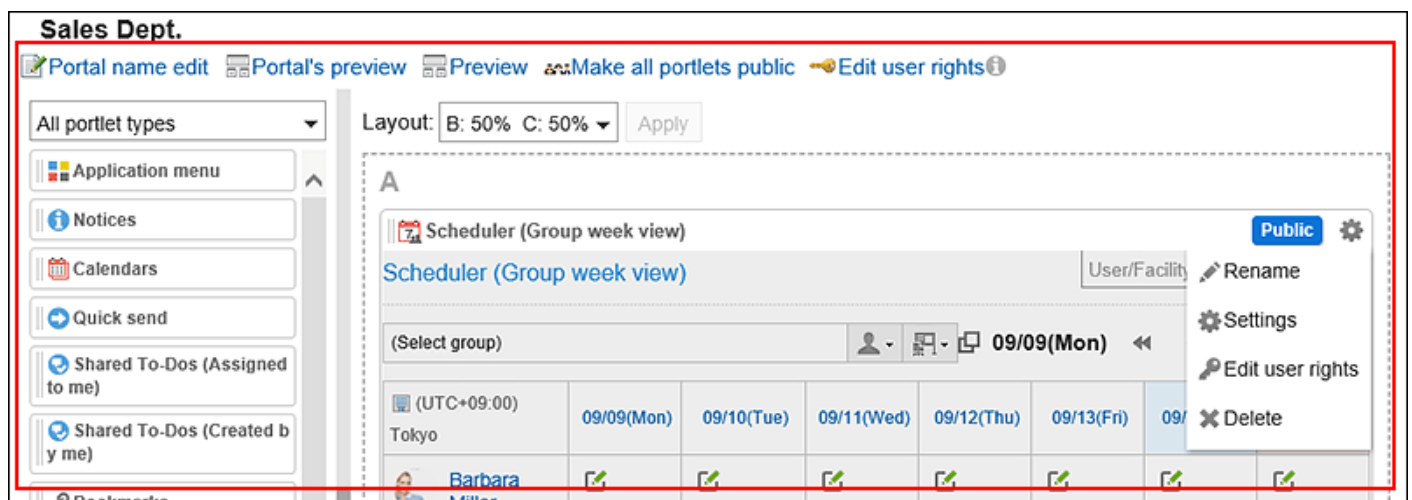 Sales Dept.
Portal name edit Portal's preview Preview Make all portlets public Edit user rights
All portlet types
Layout: B: 50% C: 50% Apply
Application menu
Notices
Calendars
Quick send
Shared To-Dos (Assigned
to me)
Shared To-Dos (Created b
y me)
Bookmarks
A
Scheduler (Group week view) Public
Scheduler (Group week view) User/Facility
Rename
Settings
Edit user rights
Delete
(Select group) 09/09(Mon)
(UTC+09:00)
Tokyo
09/09(Mon) 09/10(Tue) 09/11(Wed) 09/12(Thu) 09/13(Fri) 09/
Barbara
Miller